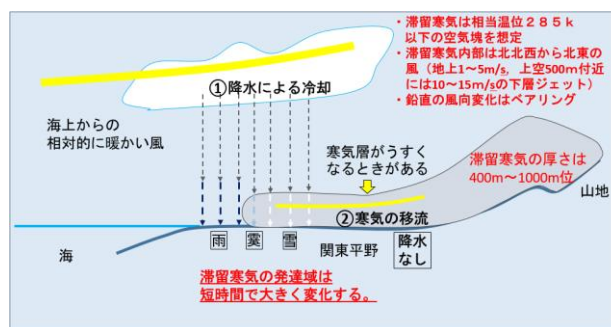 ・滞留寒気は相当温位285k
以下の空気塊を想定
・滞留寒気内部は北北西から北東の
風（地上1～5m/s，上空500m付近
には10～15m/sの下層ジェット）
・鉛直の風向変化はベアリング
①降水による冷却
海上からの
相対的に暖かい風
寒気層がうすく
なるときがある
滞留寒気の厚さは
400m～1000m位
山地
②寒気の移流
雨 霙 雪
関東平野
降水
なし
海
滞留寒気の発達域は
短時間で大きく変化する。